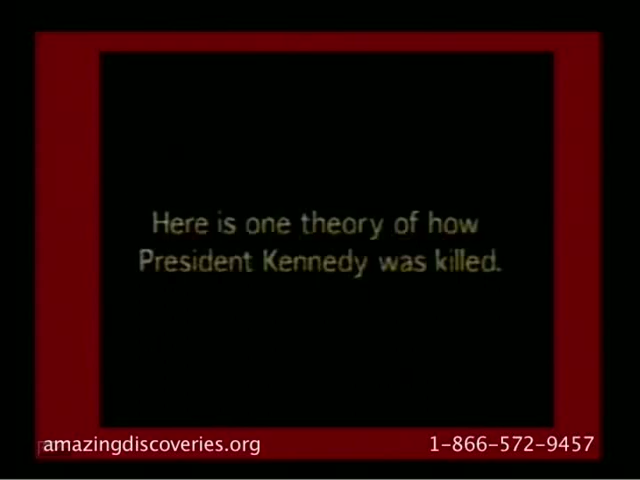 Here is one theory of how
President Kennedy was killed.
amazingdiscoveries.org
1-866-572-9457